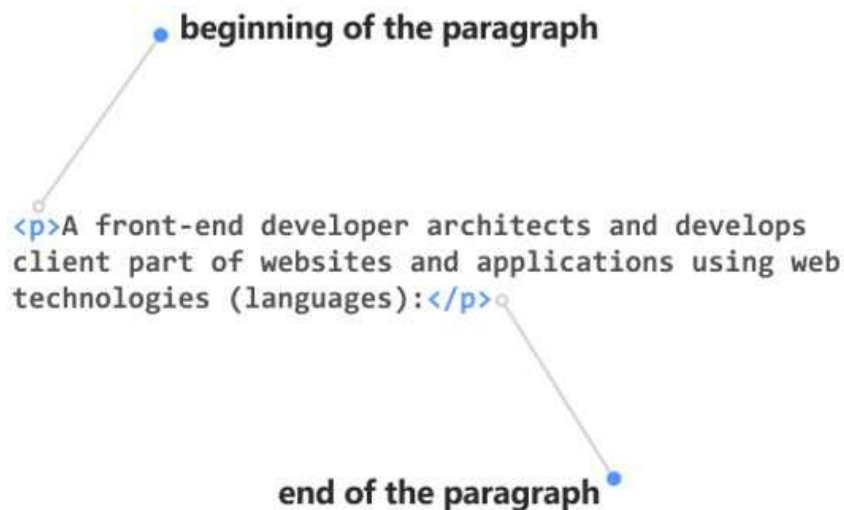 beginning of the paragraph
<p>A front-end developer architects and develops
client part of websites and applications using web
technologies (languages):</p>
end of the paragraph